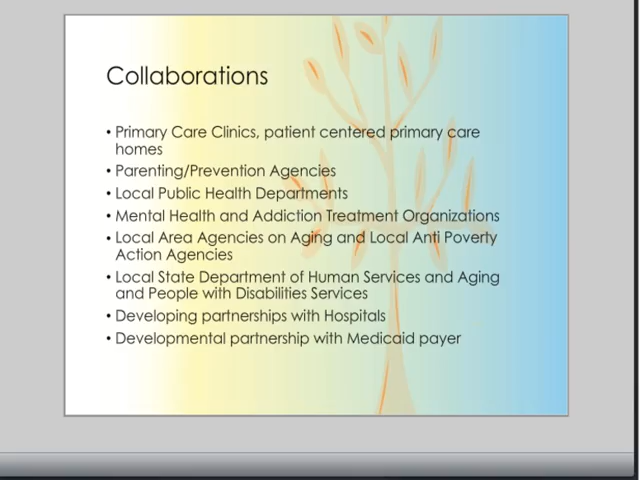 Collaborations
• Primary Care Clinics, patient centered primary care
homes
• Parenting/Prevention Agencies
• Local Public Health Departments
• Mental Health and Addiction Treatment Organizations
• Local Area Agencies on Aging and Local Anti Poverty
Action Agencies
• Local State Department of Human Services and Aging
and People with Disabilities Services
• Developing partnerships with Hospitals
• Developmental partnership with Medicaid payer